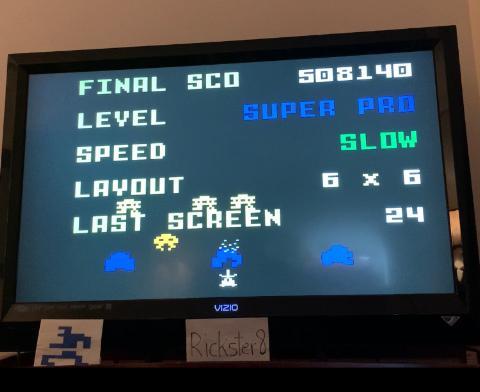 FINAL SCO 508140
LEVEL SUPER PRO
SPEED SLOW
LAYOUT 6 x 6
LAST SCREEN 24
VIZIO
Rickster8